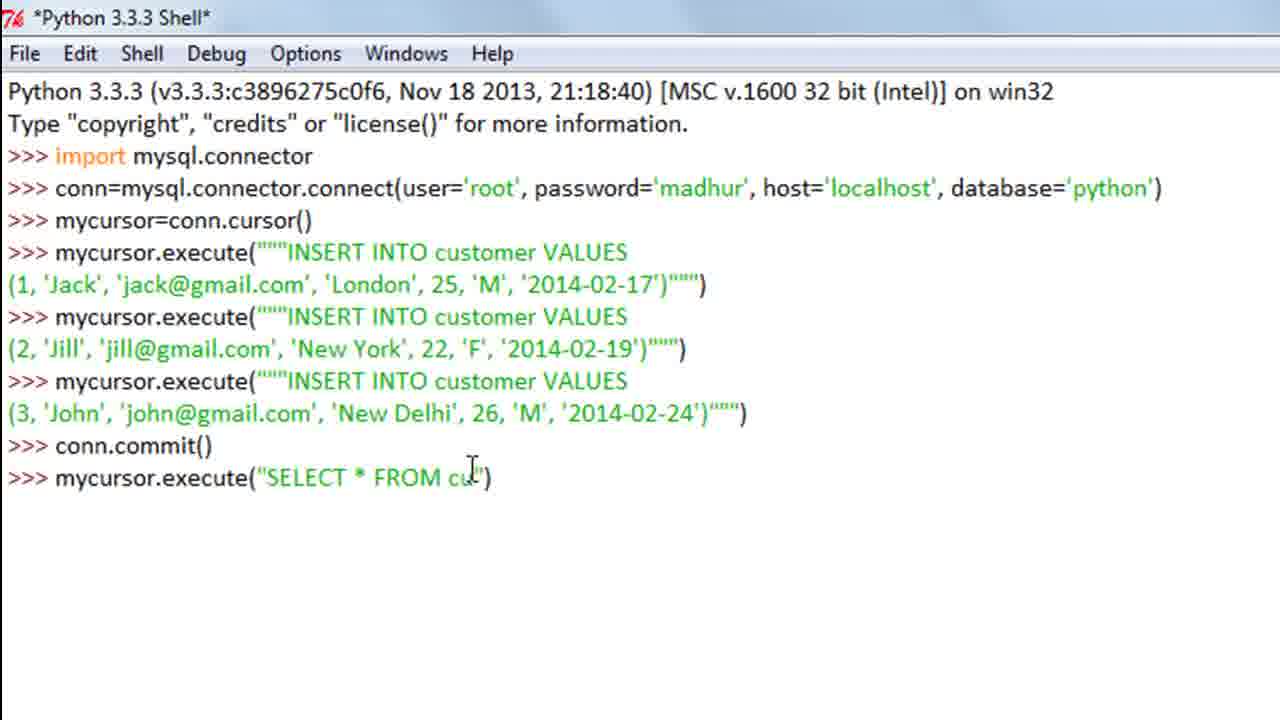 *Python 3.3.3 Shell*
File Edit Shell Debug Options Windows Help
Python 3.3.3 (v3.3.3:c3896275c0f6, Nov 18 2013, 21:18:40) [MSC v.1600 32 bit (Intel)] on win32
Type "copyright", "credits" or "license()" for more information.
>>> import mysql.connector
>>> conn=mysql.connector.connect(user='root', password='madhur', host='localhost', database='python')
>>> mycursor=conn.cursor()
>>> mycursor.execute("""INSERT INTO customer VALUES
(1, 'Jack', 'jack@gmail.com', 'London', 25, 'M', '2014-02-17')""")
>>> mycursor.execute("""INSERT INTO customer VALUES
(2, 'Jill', 'jill@gmail.com', 'New York', 22, 'F', '2014-02-19')""")
>>> mycursor.execute("""INSERT INTO customer VALUES
(3, 'John', 'john@gmail.com', 'New Delhi', 26, 'M', '2014-02-24')""")
>>> conn.commit()
>>> mycursor.execute("SELECT * FROM cu")